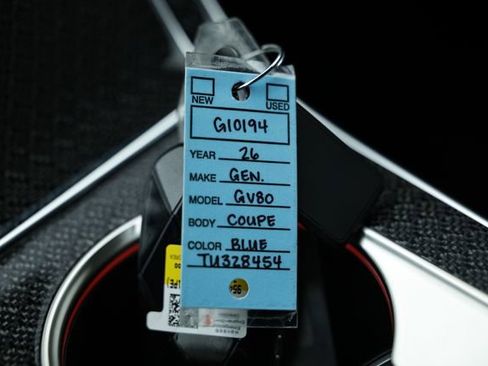 NEW USED
G10194
YEAR 26
MAKE GEN.
MODEL GV80
BODY COUPE
COLOR BLUE
TU328454